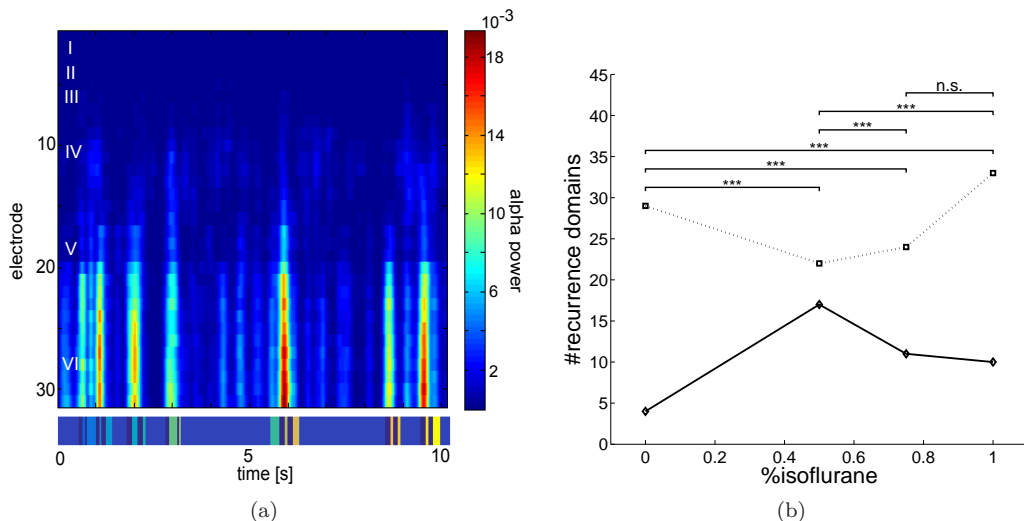 10⁻³
I
II
III
IV
V
VI
10
20
30
electrode
18
14
10
6
2
alpha power
0
5
10
time [s]
(a)
45
40
35
30
25
20
15
10
5
0
#recurrence domains
n.s.
***
***
***
***
***
0
0.2
0.4
0.6
0.8
1
%isoflurane
(b)